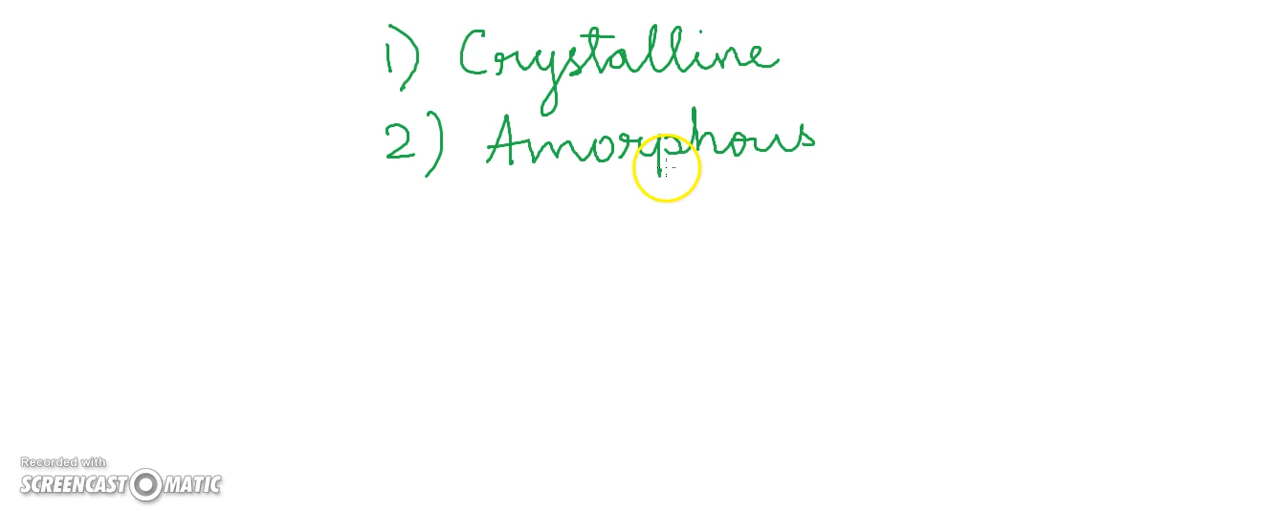 1) Crystalline
2) Amorphous
Recorded with
SCREENCAST MATIC